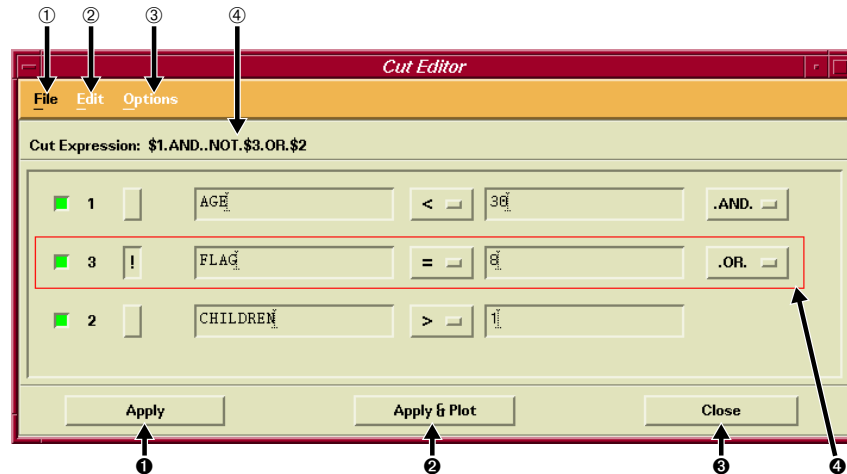 ① ② ③ ④
Cut Editor
File Edit Options
Cut Expression: $1.AND..NOT.$3.OR.$2
1 AGE < 30 .AND.
3 ! FLAG = 8 .OR.
2 CHILDREN > 1
Apply Apply & Plot Close
❶ ❷ ❸ ❹